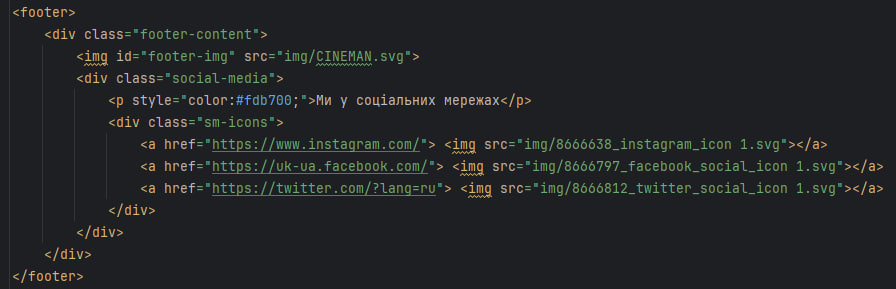 <footer>
    <div class="footer-content">
        <img id="footer-img" src="img/CINEMAN.svg">
        <div class="social-media">
            <p style="color:#fdb700;">Ми у соціальних мережах</p>
            <div class="sm-icons">
                <a href="https://www.instagram.com/"> <img src="img/8666638_instagram_icon 1.svg"></a>
                <a href="https://uk-ua.facebook.com/"> <img src="img/8666797_facebook_social_icon 1.svg"></a>
                <a href="https://twitter.com/?lang=ru"> <img src="img/8666812_twitter_social_icon 1.svg"></a>
            </div>
        </div>
    </div>
</footer>